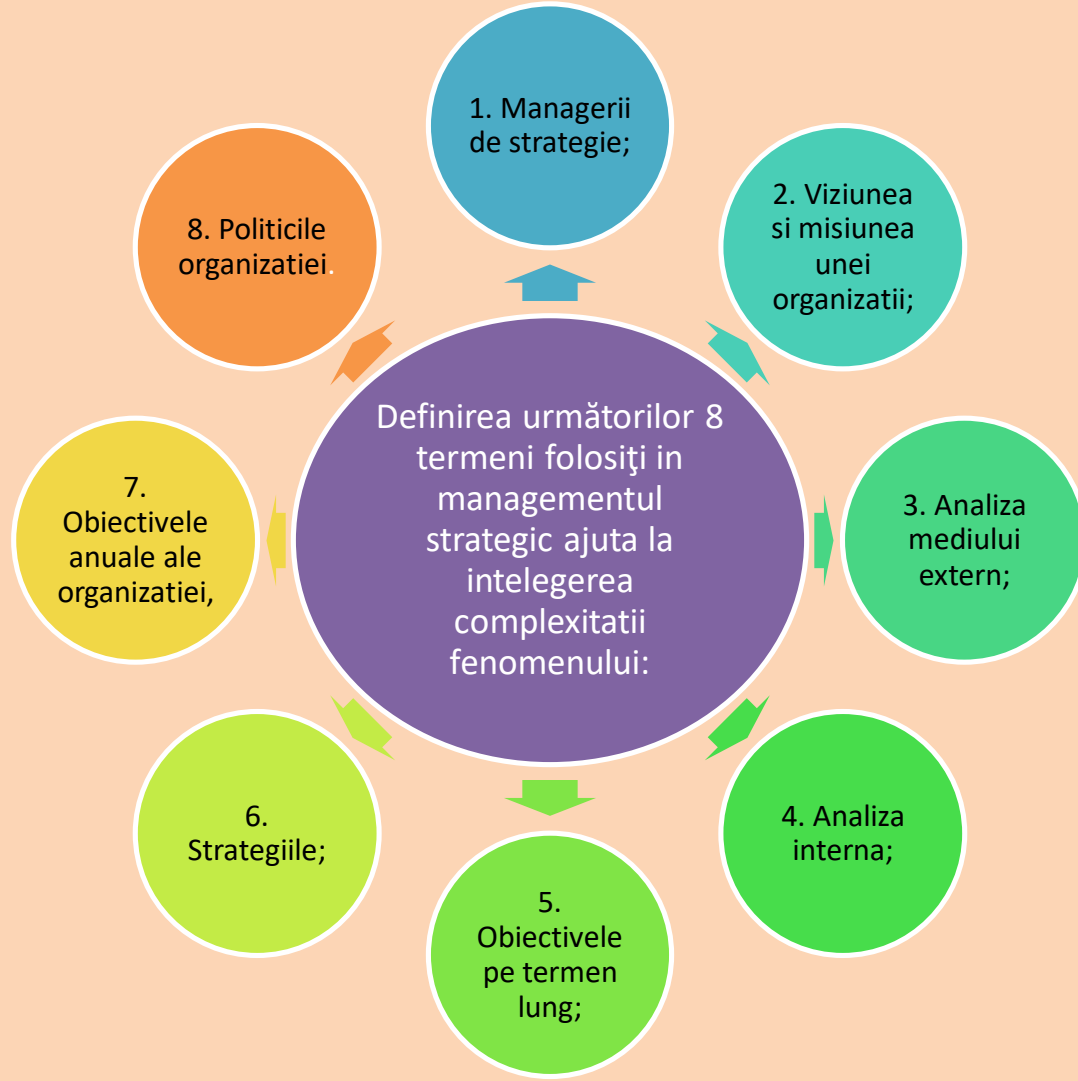 Definirea următorilor 8
termeni folosiţi in
managementul
strategic ajuta la
intelegerea
complexitatii
fenomenului:
1. Managerii
de strategie;
2. Viziunea
si misiunea
unei
organizatii;
3. Analiza
mediului
extern;
4. Analiza
interna;
5.
Obiectivele
pe termen
lung;
6.
Strategiile;
7.
Obiectivele
anuale ale
organizatiei,
8. Politicile
organizatiei.